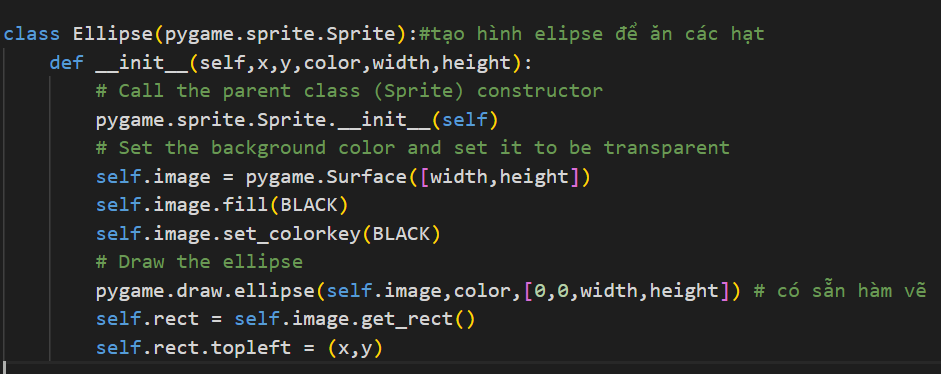 class Ellipse(pygame.sprite.Sprite):#tạo hình elipse để ăn các hạt
    def __init__(self,x,y,color,width,height):
        # Call the parent class (Sprite) constructor
        pygame.sprite.Sprite.__init__(self)
        # Set the background color and set it to be transparent
        self.image = pygame.Surface([width,height])
        self.image.fill(BLACK)
        self.image.set_colorkey(BLACK)
        # Draw the ellipse
        pygame.draw.ellipse(self.image,color,[0,0,width,height]) # có sẵn hàm vẽ
        self.rect = self.image.get_rect()
        self.rect.topleft = (x,y)